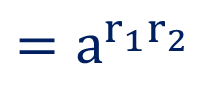 = a^{r₁r₂}